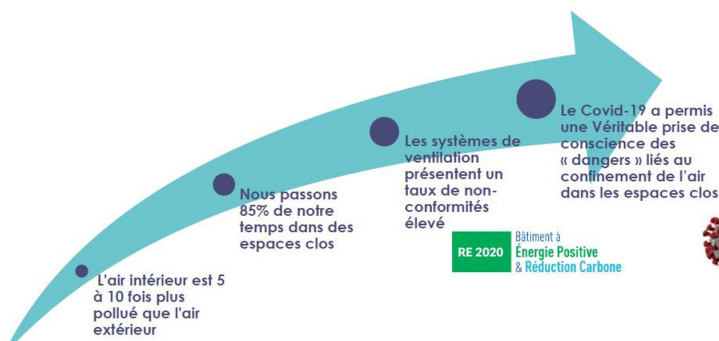 L'air intérieur est 5
à 10 fois plus
pollué que l'air
extérieur
Nous passons
85% de notre
temps dans des
espaces clos
Les systèmes de
ventilation
présentent un
taux de non-
conformités
élevé
Le Covid-19 a permis
une Véritable prise de
conscience des
« dangers » liés au
confinement de l'air
dans les espaces clos
RE 2020
Bâtiment à
Énergie Positive
& Réduction Carbone